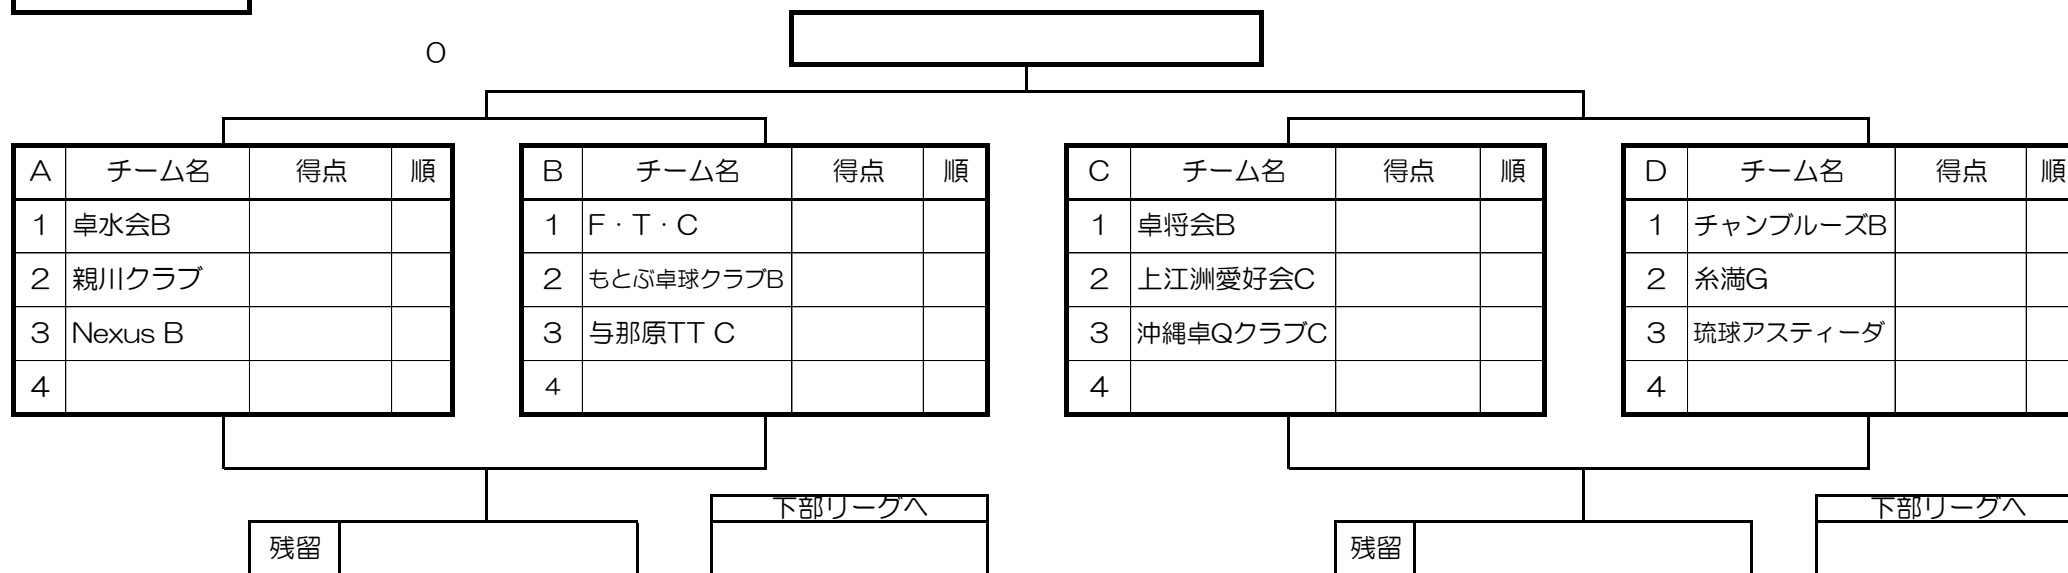 O
A チーム名 得点 順 B チーム名 得点 順 C チーム名 得点 順 D チーム名 得点 順
1 卓水会B 1 F・T・C 1 卓将会B 1 チャンプルーズB
2 親川クラブ 2 もとぶ卓球クラブB 2 上江洲愛好会C 2 糸満G
3 Nexus B 3 与那原TT C 3 沖縄卓QクラブC 3 琉球アスティーダ
4 4 4 4
下部リーグへ 下部リーグへ
残留 残留